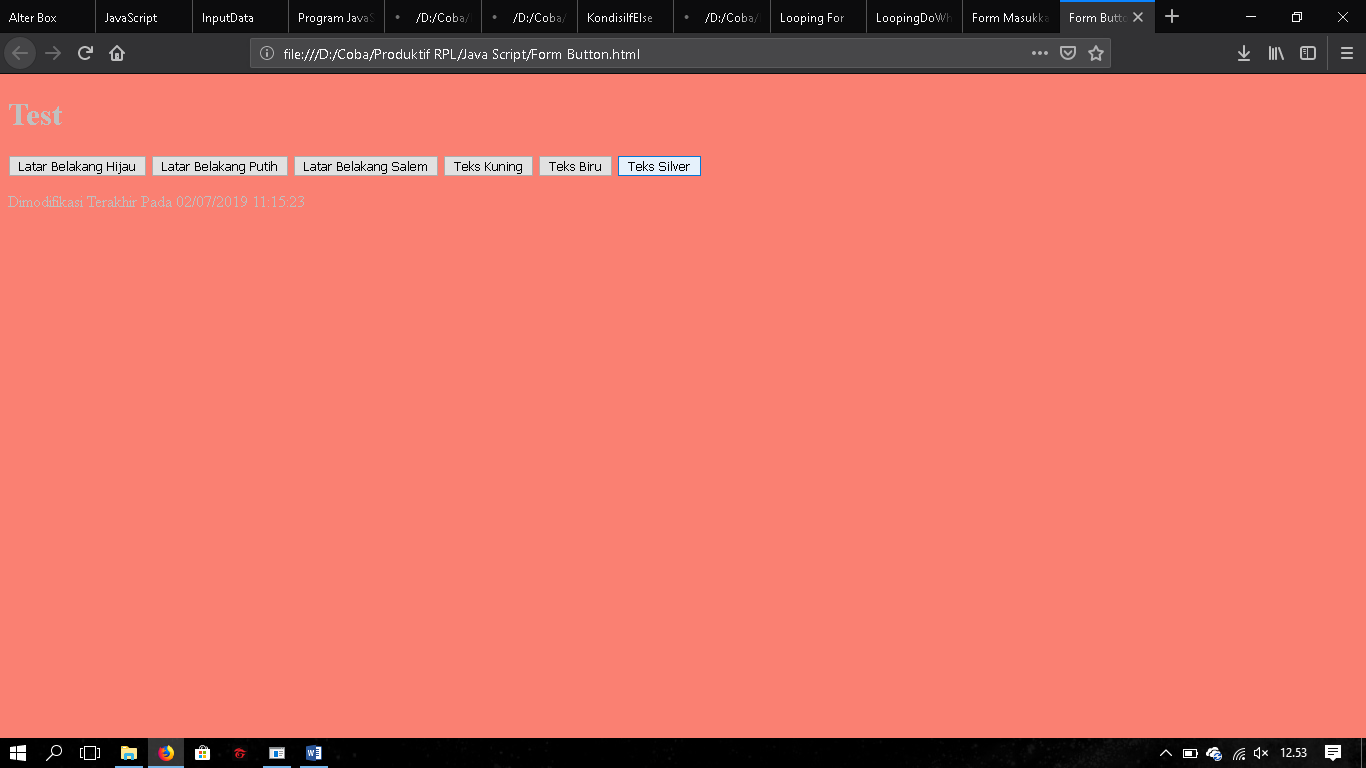 Alter Box JavaScript InputData Program JavaS /D:/Coba/ /D:/Coba/ KondisiIfElse /D:/Coba/ Looping For LoopingDoWh Form Masukka Form Butto
file:///D:/Coba/Produktif RPL/Java Script/Form Button.html
Test
Latar Belakang Hijau Latar Belakang Putih Latar Belakang Salem Teks Kuning Teks Biru Teks Silver
Dimodifikasi Terakhir Pada 02/07/2019 11:15:23
12.53